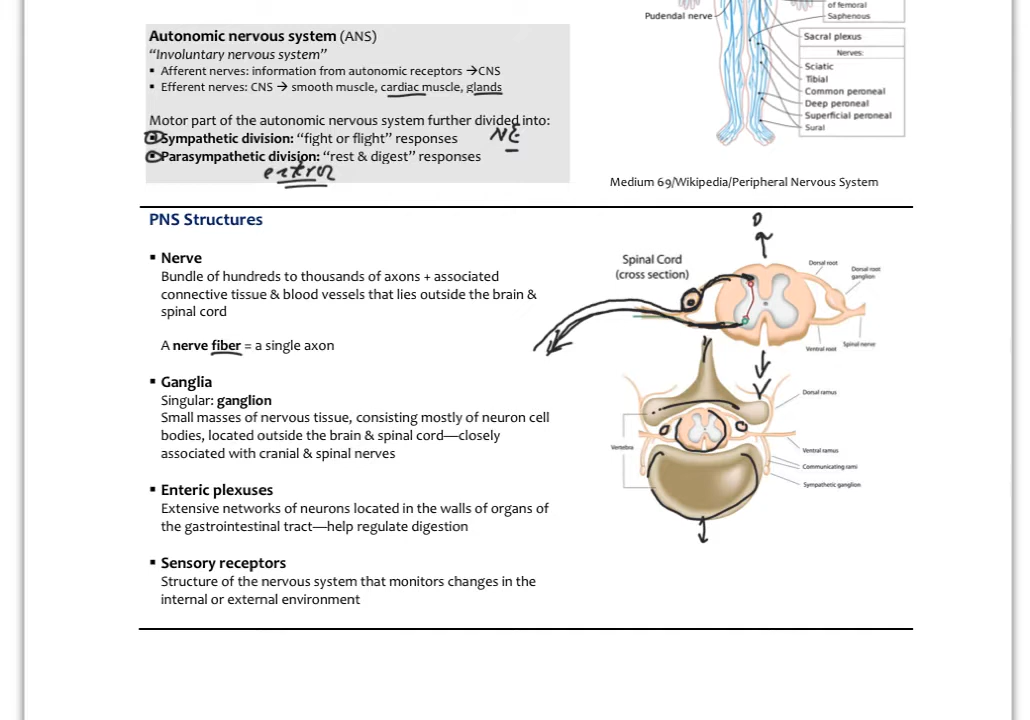 of femoral
Pudendal nerve
Saphenous
Sacral plexus
Nerves:
Sciatic
Tibial
Common peroneal
Deep peroneal
Superficial peroneal
Sural
Medium 69/Wikipedia/Peripheral Nervous System
Autonomic nervous system (ANS)
“Involuntary nervous system”
▪ Afferent nerves: information from autonomic receptors →CNS
▪ Efferent nerves: CNS → smooth muscle, cardiac muscle, glands
Motor part of the autonomic nervous system further divided into:
▪ Sympathetic division: “fight or flight” responses
NE
▪ Parasympathetic division: “rest & digest” responses
PNS Structures
▪ Nerve
Bundle of hundreds to thousands of axons + associated
connective tissue & blood vessels that lies outside the brain &
spinal cord
A nerve fiber = a single axon
▪ Ganglia
Singular: ganglion
Small masses of nervous tissue, consisting mostly of neuron cell
bodies, located outside the brain & spinal cord—closely
associated with cranial & spinal nerves
▪ Enteric plexuses
Extensive networks of neurons located in the walls of organs of
the gastrointestinal tract—help regulate digestion
▪ Sensory receptors
Structure of the nervous system that monitors changes in the
internal or external environment
D
Spinal Cord
(cross section)
Dorsal root
Dorsal root
ganglion
Ventral root
Spinal nerve
V
Dorsal ramus
Vertebra
Ventral ramus
Communicating rami
Sympathetic ganglion